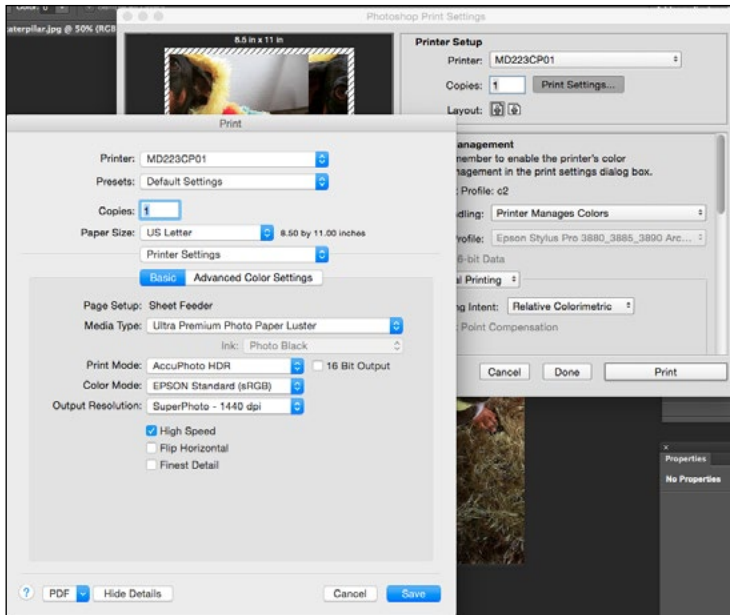 aterpillar.jpg @ 50% (RGB
Photoshop Print Settings
8.5 in x 11 in
Printer Setup
Printer: MD223CP01
Copies: 1 Print Settings...
Layout:
anagement
nember to enable the printer's color
nagement in the print settings dialog box.
Profile: c2
dling: Printer Manages Colors
Profile: Epson Stylus Pro 3880_3885_3890 Arc...
6-bit Data
al Printing
ng Intent: Relative Colorimetric
Point Compensation
Cancel Done Print
Print
Printer: MD223CP01
Presets: Default Settings
Copies: 1
Paper Size: US Letter 8.50 by 11.00 inches
Printer Settings
Basic Advanced Color Settings
Page Setup: Sheet Feeder
Media Type: Ultra Premium Photo Paper Luster
Ink: Photo Black
Print Mode: AccuPhoto HDR 16 Bit Output
Color Mode: EPSON Standard (sRGB)
Output Resolution: SuperPhoto - 1440 dpi
High Speed
Flip Horizontal
Finest Detail
? PDF Hide Details Cancel Save
Properties
No Properties